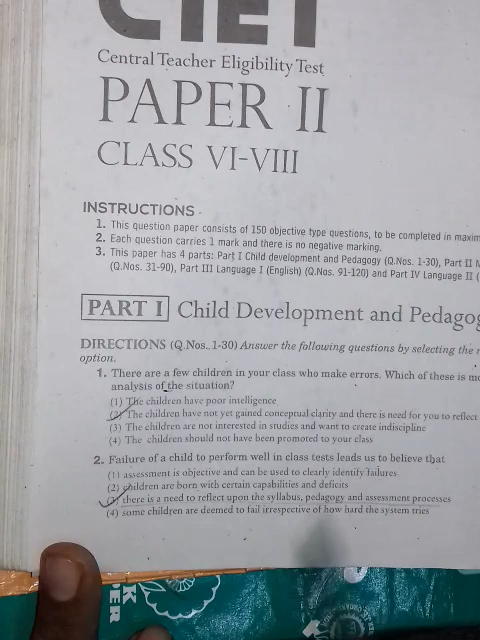 CTET
Central Teacher Eligibility Test
PAPER II
CLASS VI-VIII
INSTRUCTIONS
1. This question paper consists of 150 objective type questions, to be completed in
2. Each question carries 1 mark and there is no negative marking.
3. This paper has 4 parts: Part I Child development and Pedagogy (Q.Nos. 1-30), Part II
(Q.Nos. 31-90), Part III Language I (English) (Q.Nos. 91-120) and Part IV Language II (
PART I Child Development and
DIRECTIONS (Q.Nos. 1-30) Answer the following questions by selecting the
option.
1. There are a few children in your class who make errors. Which of these is
analysis of the situation?
(1) The children have poor intelligence
(2) The children have not yet gained conceptual clarity and there is need for you to reflect
(3) The children are not interested in studies and want to create indiscipline
(4) The children should not have been promoted to your class
2. Failure of a child to perform well in class tests leads us to believe that
(1) assessment is objective and can be used to clearly identify failures
(2) children are born with certain capabilities and deficits
(3) there is a need to reflect upon the syllabus, pedagogy and assessment processes
(4) some children are deemed to fail irrespective of how hard the system tries